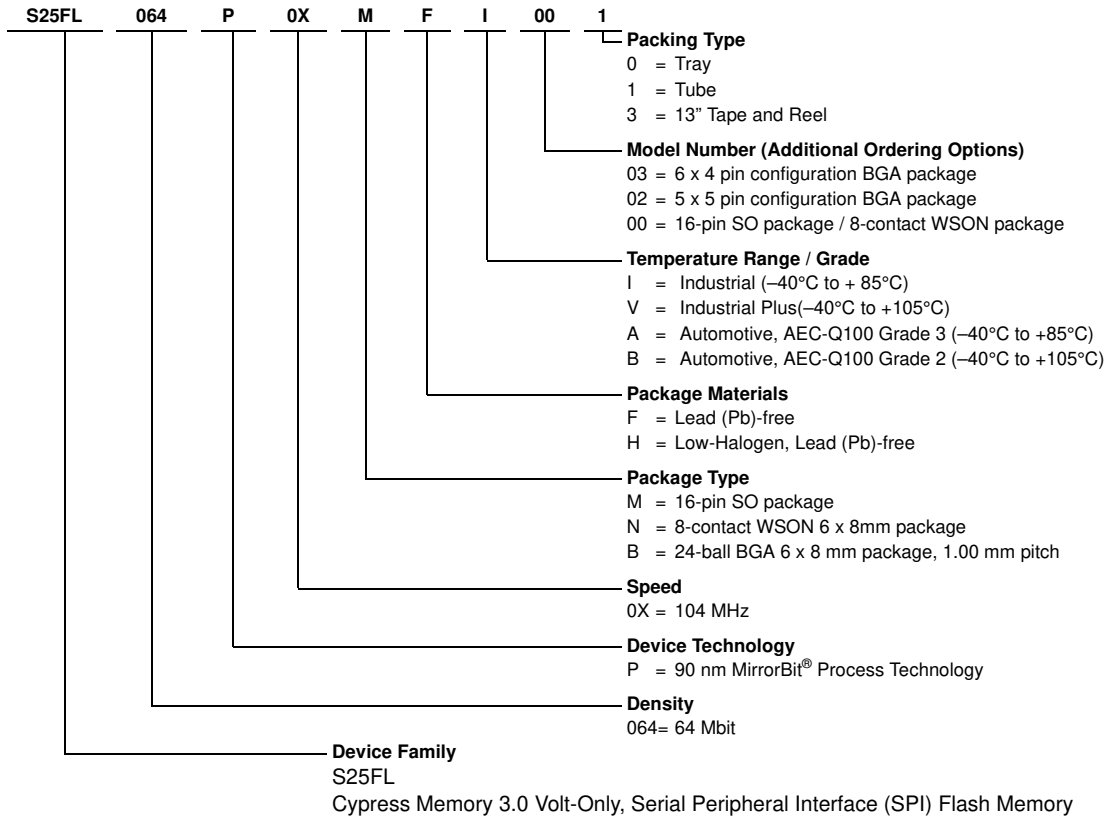 S25FL 064 P 0X M F I 00 1
Packing Type
0 = Tray
1 = Tube
3 = 13” Tape and Reel
Model Number (Additional Ordering Options)
03 = 6 x 4 pin configuration BGA package
02 = 5 x 5 pin configuration BGA package
00 = 16-pin SO package / 8-contact WSON package
Temperature Range / Grade
I = Industrial (–40°C to + 85°C)
V = Industrial Plus(–40°C to +105°C)
A = Automotive, AEC-Q100 Grade 3 (–40°C to +85°C)
B = Automotive, AEC-Q100 Grade 2 (–40°C to +105°C)
Package Materials
F = Lead (Pb)-free
H = Low-Halogen, Lead (Pb)-free
Package Type
M = 16-pin SO package
N = 8-contact WSON 6 x 8mm package
B = 24-ball BGA 6 x 8 mm package, 1.00 mm pitch
Speed
0X = 104 MHz
Device Technology
P = 90 nm MirrorBit® Process Technology
Density
064= 64 Mbit
Device Family
S25FL
Cypress Memory 3.0 Volt-Only, Serial Peripheral Interface (SPI) Flash Memory